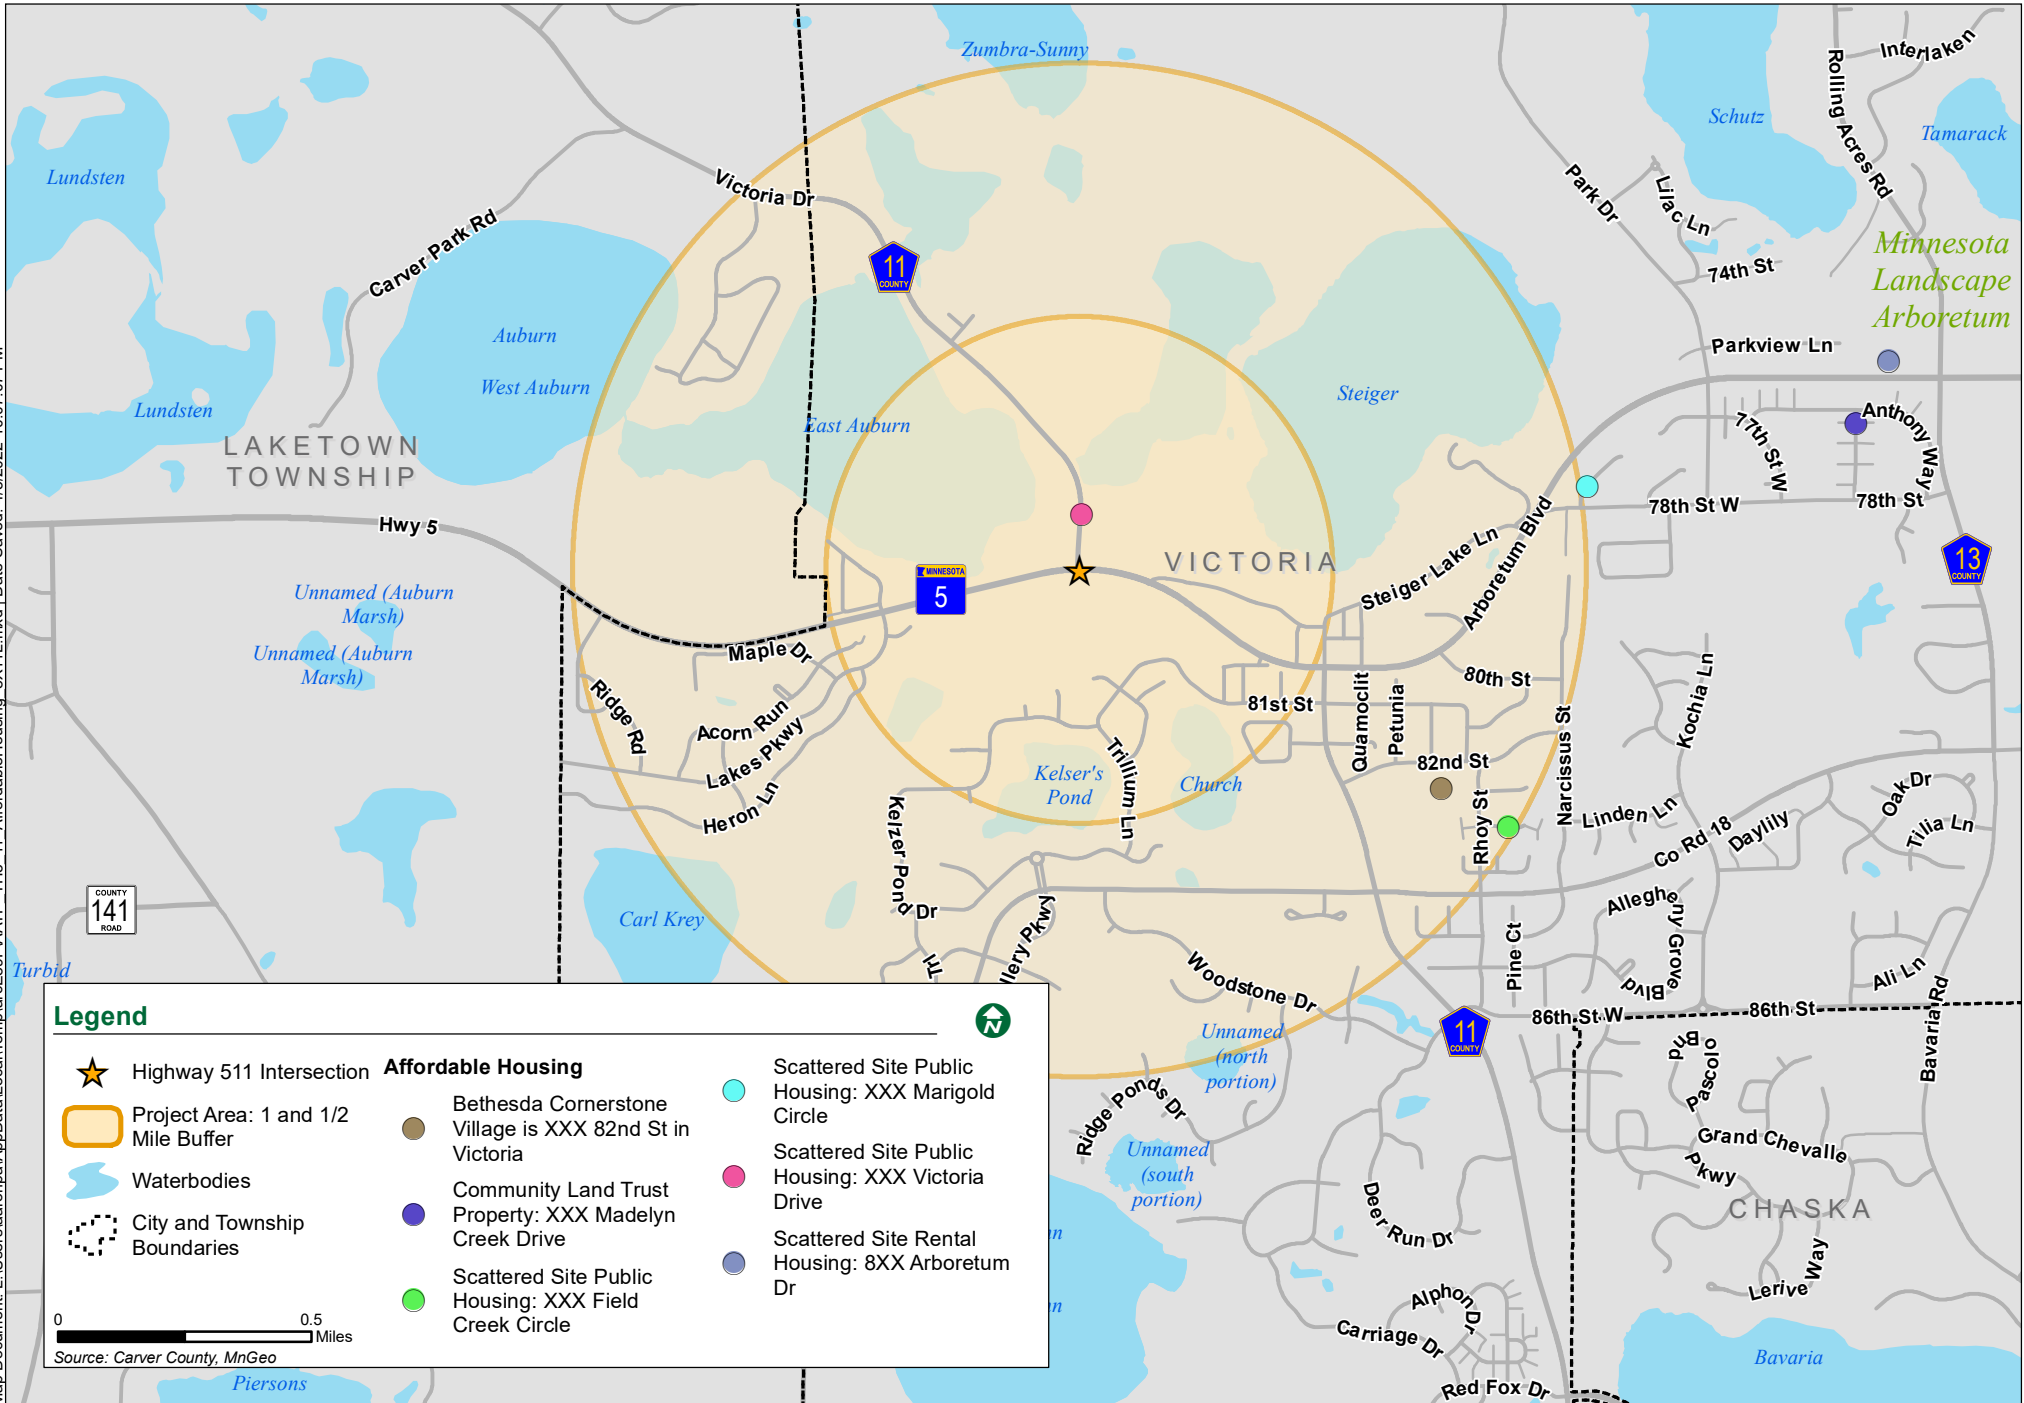 Zumbra-Sunny
Interlaken
Rolling Acres Rd
Schutz
Tamarack
Lundsten
Victoria Dr
Park Dr
Lilac Ln
Carver Park Rd
Minnesota
Landscape
Arboretum
11
COUNTY
74th St
Auburn
West Auburn
Parkview Ln
Steiger
Lundsten
East Auburn
Anthony Way
77th St W
LAKETOWN
TOWNSHIP
78th St W
78th St
Hwy 5
Arboretum Blvd
Steiger Lake Ln
VICTORIA
13
COUNTY
MINNESOTA
5
Unnamed (Auburn
Marsh)
Unnamed (Auburn
Marsh)
Maple Dr
80th St
Kochia Ln
Ridge Rd
Acorn Run
81st St
Quamoclit
Petunia
Narcissus St
Lakes Pkwy
82nd St
Trillium Ln
Kelser's
Pond
Church
Heron Ln
Kelzer Pond Dr
Rhoy St
Linden Ln
Co Rd 18
Daylily
Oak Dr
Tilia Ln
COUNTY
141
ROAD
Carl Krey
Allegheny Grove Blvd
Turbid
Trl
llery Pkwy
Woodstone Dr
Pine Ct
Ali Ln
Bavaria Rd
86th St W
86th St
11
COUNTY
Unnamed
(north
portion)
Pascolo Bnd
Ridge Ponds Dr
Unnamed
(south
portion)
Grand Chevalle
Pkwy
CHASKA
Deer Run Dr
Lerive Way
Alphon Dr
Carriage Dr
Bavaria
Red Fox Dr
Piersons
nn
nn
Legend
N
Highway 511 Intersection
Project Area: 1 and 1/2
Mile Buffer
Waterbodies
City and Township
Boundaries
Affordable Housing
Bethesda Cornerstone
Village is XXX 82nd St in
Victoria
Community Land Trust
Property: XXX Madelyn
Creek Drive
Scattered Site Public
Housing: XXX Field
Creek Circle
Scattered Site Public
Housing: XXX Marigold
Circle
Scattered Site Public
Housing: XXX Victoria
Drive
Scattered Site Rental
Housing: 8XX Arboretum
Dr
0 0.5
Miles
Source: Carver County, MnGeo